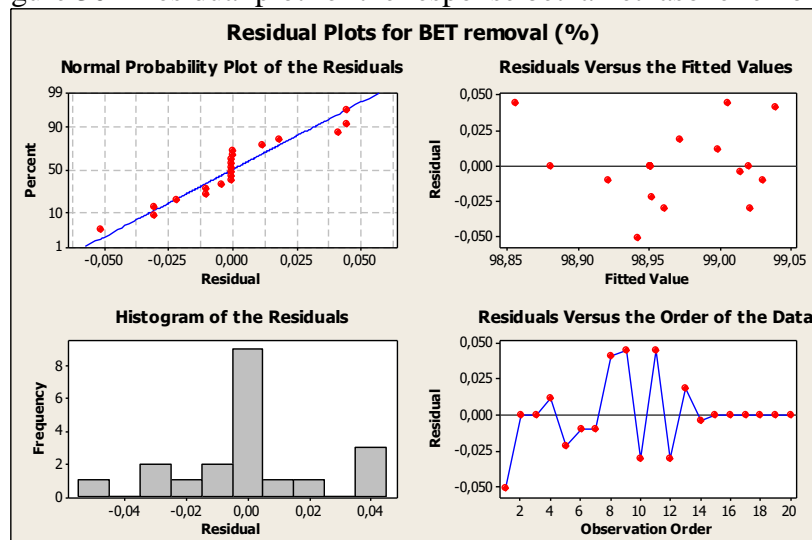 Residual Plots for BET removal (%)
Normal Probability Plot of the Residuals
99
90
50
10
1
Percent
-0,050 -0,025 0,000 0,025 0,050
Residual
Residuals Versus the Fitted Values
0,050
0,025
0,000
-0,025
-0,050
Residual
98,85 98,90 98,95 99,00 99,05
Fitted Value
Histogram of the Residuals
8
6
4
2
0
Frequency
-0,04 -0,02 0,00 0,02 0,04
Residual
Residuals Versus the Order of the Data
0,050
0,025
0,000
-0,025
-0,050
Residual
2 4 6 8 10 12 14 16 18 20
Observation Order